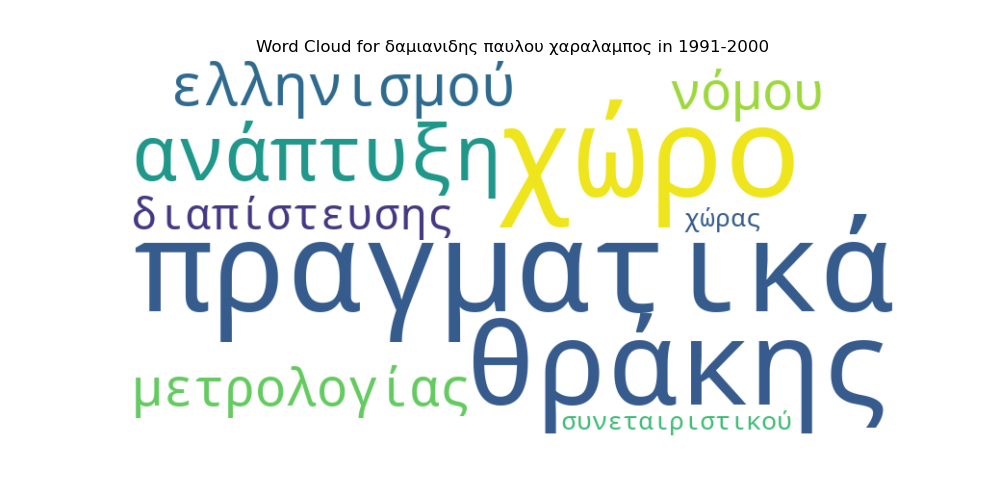 Word Cloud for δαμιανιδης παυλου χαραλαμπος in 1991-2000
ελληνισμού νόμου
ανάπτυξη χώρο
διαπίστευσης χώρας
πραγματικά
θράκης
μετρολογίας
συνεταιριστικού